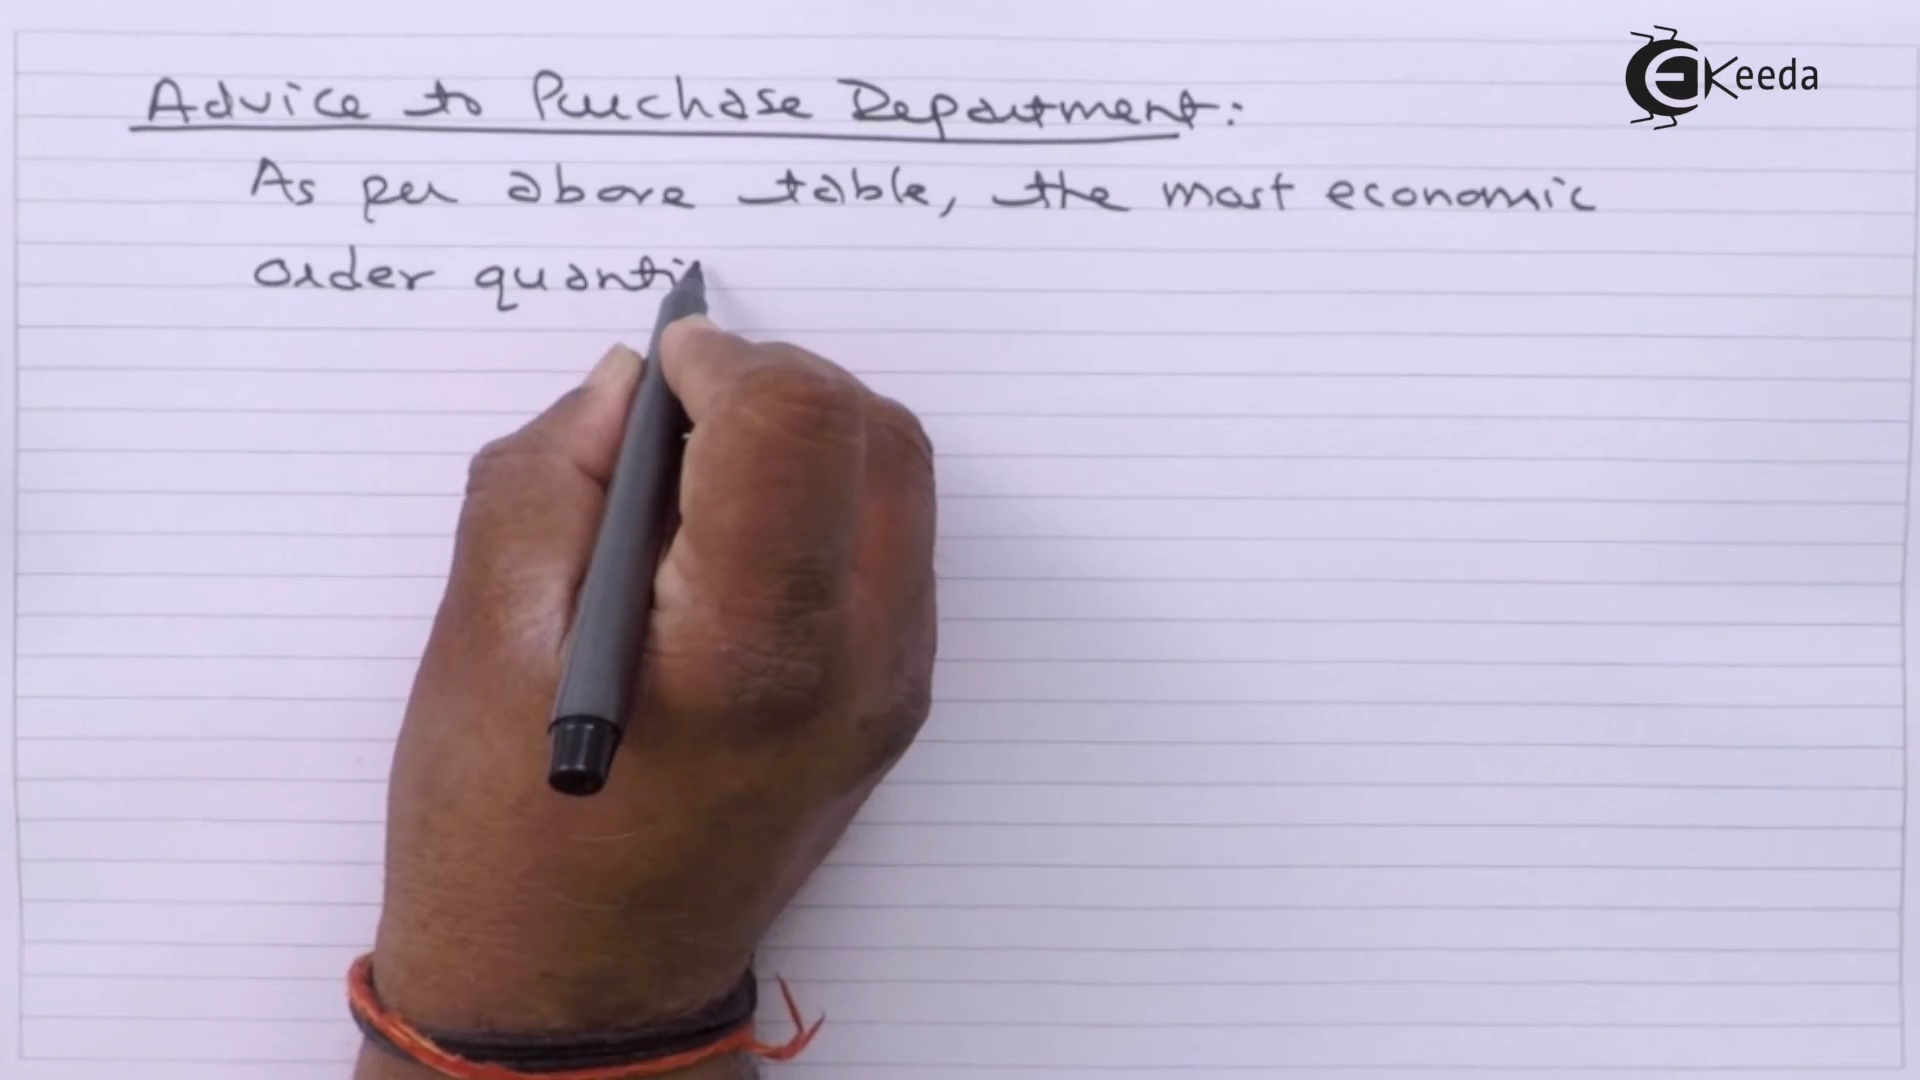 Advice to Purchase Department:
As per above table, the most economic
order quanti
EKeeda